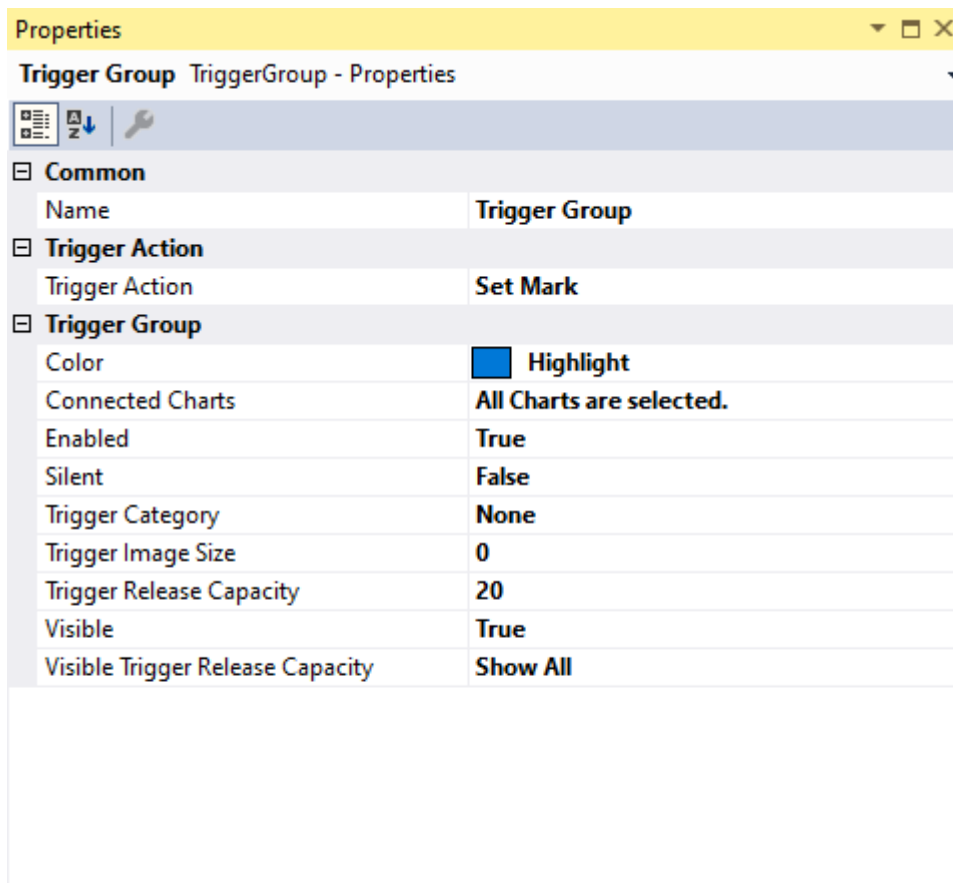 Properties
Trigger Group TriggerGroup - Properties
Common
Name Trigger Group
Trigger Action
Trigger Action Set Mark
Trigger Group
Color Highlight
Connected Charts All Charts are selected.
Enabled True
Silent False
Trigger Category None
Trigger Image Size 0
Trigger Release Capacity 20
Visible True
Visible Trigger Release Capacity Show All